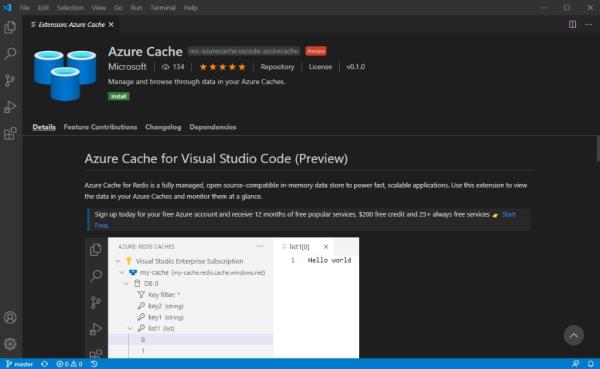 File Edit Selection View Go Run Terminal Help
Extension: Azure Cache
Azure Cache ms-azurecache.vscode-azurecache Preview
Microsoft 134 Repository License v0.1.0
Manage and browse through data in your Azure Caches.
Install
Details Feature Contributions Changelog Dependencies
Azure Cache for Visual Studio Code (Preview)
Azure Cache for Redis is a fully managed, open source-compatible in-memory data store to power fast, scalable applications. Use this extension to view
the data in your Azure Caches and monitor them at a glance.
Sign up today for your free Azure account and receive 12 months of free popular services, $200 free credit and 25+ always free services 👉 Start
Free.
AZURE: REDIS CACHES ···
list1[0]
Visual Studio Enterprise Subscription
1 Hello world
my-cache (my-cache.redis.cache.windows.net)
DB 0
Key filter: *
key2 (string)
key1 (string)
list1 (list)
0
1
master 0 0